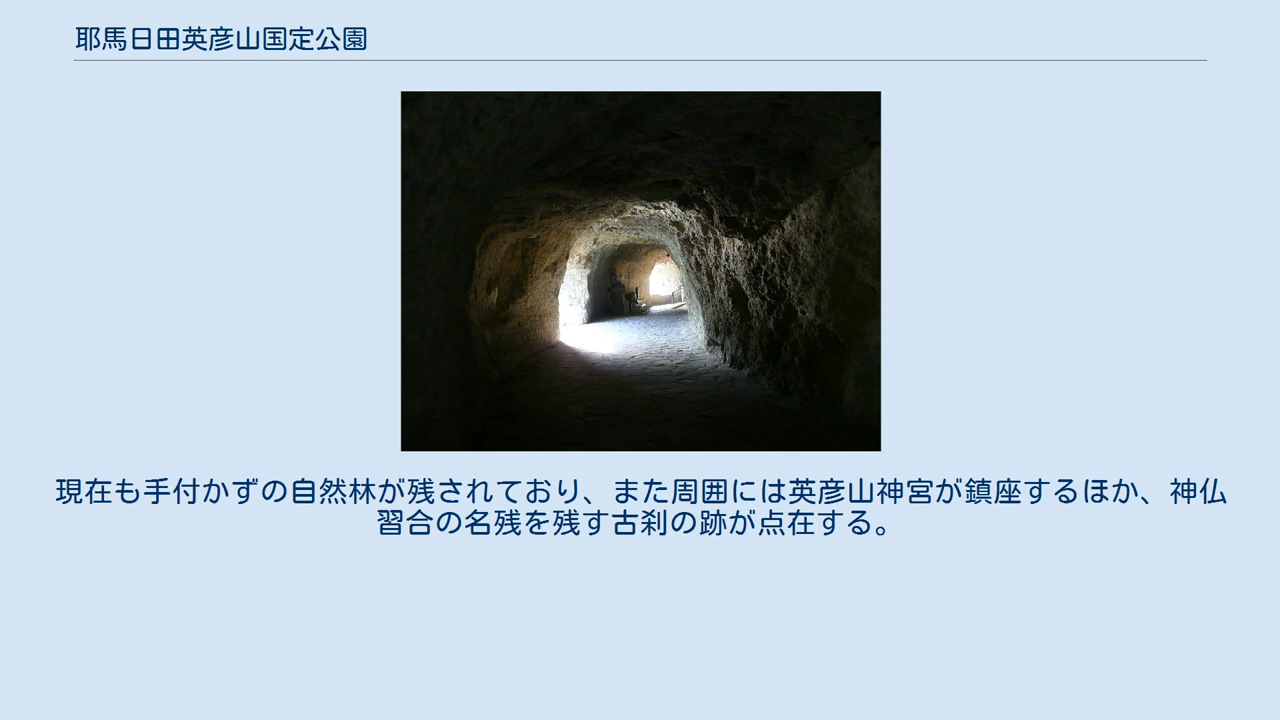 耶馬日田英彦山国定公園
現在も手付かずの自然林が残されており、また周囲には英彦山神宮が鎮座するほか、神仏
習合の名残を残す古刹の跡が点在する。